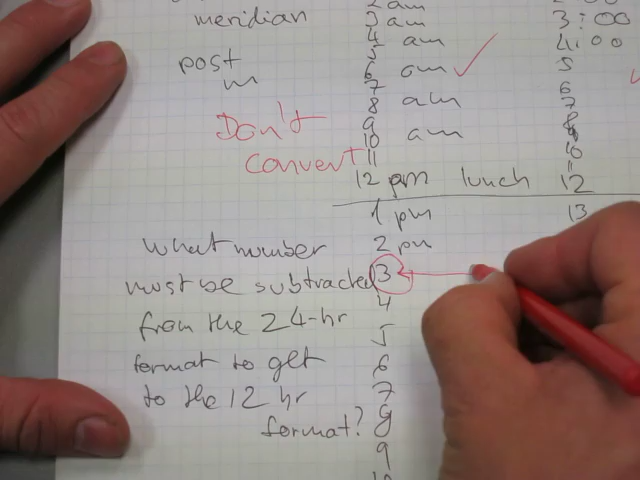 meridian
post
m
Don't
convert
what number
must be subtracted
from the 24-hr
format to get
to the 12 hr
format?
2 am
3 am
4 am
5
6 am
7
8 am
9
10 am
11
12 pm lunch
1 pm
2 pm
3
4
5
6
7
8
9
10
3:00
4:00
5
6
7
8
10
11
12
13